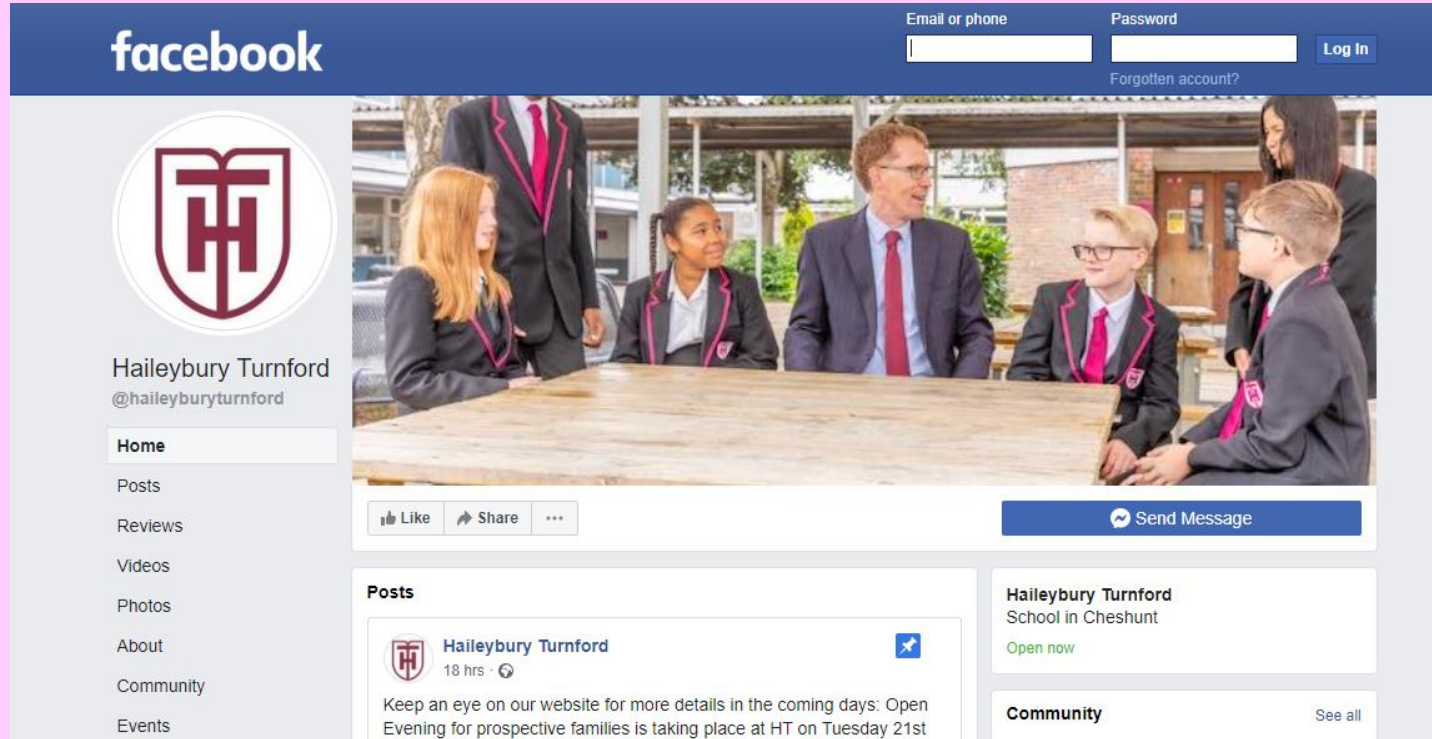 facebook
Email or phone
Password
Log In
Forgotten account?
TH
Haileybury Turnford
@haileyburyturnford
Home
Posts
Reviews
Videos
Photos
About
Community
Events
Like
Share
Send Message
Posts
Haileybury Turnford
18 hrs
Keep an eye on our website for more details in the coming days: Open
Evening for prospective families is taking place at HT on Tuesday 21st
Haileybury Turnford
School in Cheshunt
Open now
Community
See all